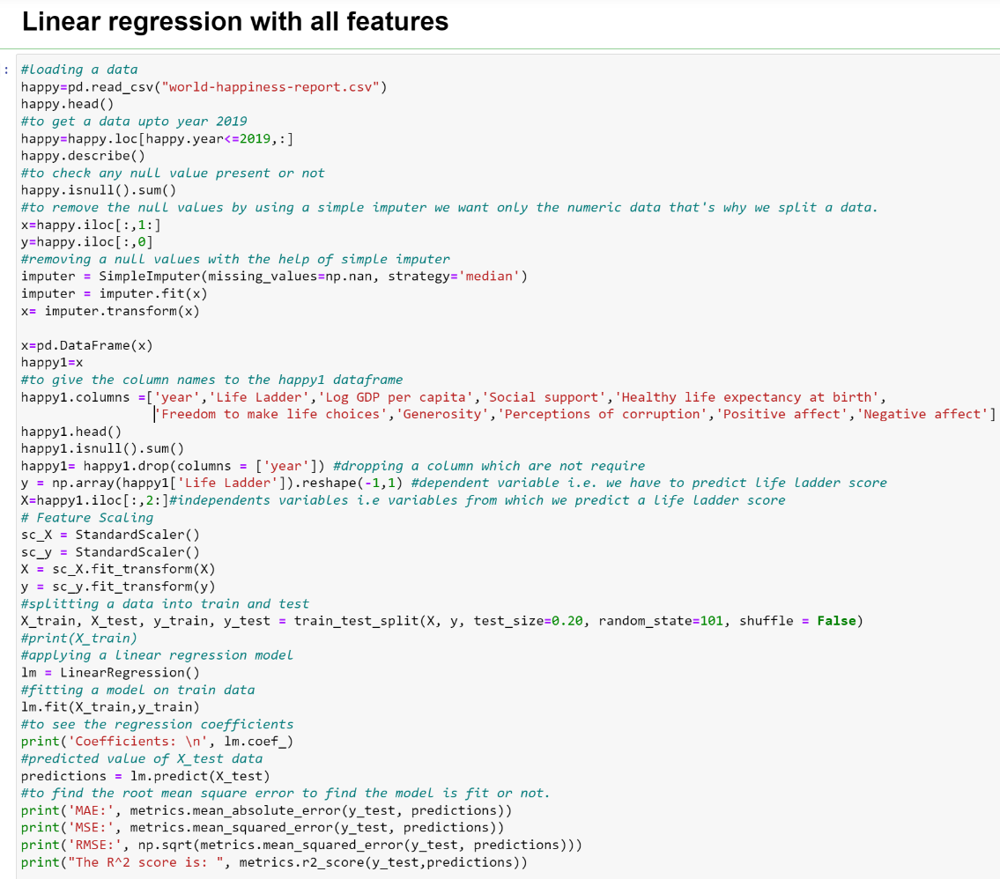 Linear regression with all features
:
#loading a data
happy=pd.read_csv("world-happiness-report.csv")
happy.head()
#to get a data upto year 2019
happy=happy.loc[happy.year<=2019,:]
happy.describe()
#to check any null value present or not
happy.isnull().sum()
#to remove the null values by using a simple imputer we want only the numeric data that's why we split a data.
x=happy.iloc[:,1:]
y=happy.iloc[:,0]
#removing a null values with the help of simple imputer
imputer = SimpleImputer(missing_values=np.nan, strategy='median')
imputer = imputer.fit(x)
x= imputer.transform(x)

x=pd.DataFrame(x)
happy1=x
#to give the column names to the happy1 dataframe
happy1.columns =['year','Life Ladder','Log GDP per capita','Social support','Healthy life expectancy at birth',
'Freedom to make life choices','Generosity','Perceptions of corruption','Positive affect','Negative affect']
happy1.head()
happy1.isnull().sum()
happy1= happy1.drop(columns = ['year']) #dropping a column which are not require
y = np.array(happy1['Life Ladder']).reshape(-1,1) #dependent variable i.e. we have to predict life ladder score
X=happy1.iloc[:,2:]#independents variables i.e variables from which we predict a life ladder score
# Feature Scaling
sc_X = StandardScaler()
sc_y = StandardScaler()
X = sc_X.fit_transform(X)
y = sc_y.fit_transform(y)
#splitting a data into train and test
X_train, X_test, y_train, y_test = train_test_split(X, y, test_size=0.20, random_state=101, shuffle = False)
#print(X_train)
#applying a linear regression model
lm = LinearRegression()
#fitting a model on train data
lm.fit(X_train,y_train)
#to see the regression coefficients
print('Coefficients: \n', lm.coef_)
#predicted value of X_test data
predictions = lm.predict(X_test)
#to find the root mean square error to find the model is fit or not.
print('MAE:', metrics.mean_absolute_error(y_test, predictions))
print('MSE:', metrics.mean_squared_error(y_test, predictions))
print('RMSE:', np.sqrt(metrics.mean_squared_error(y_test, predictions)))
print("The R^2 score is: ", metrics.r2_score(y_test,predictions))